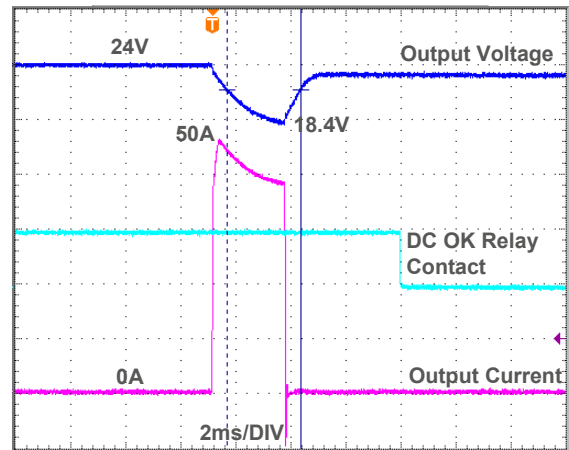 T
24V
Output Voltage
18.4V
50A
DC OK Relay
Contact
0A
Output Current
2ms/DIV